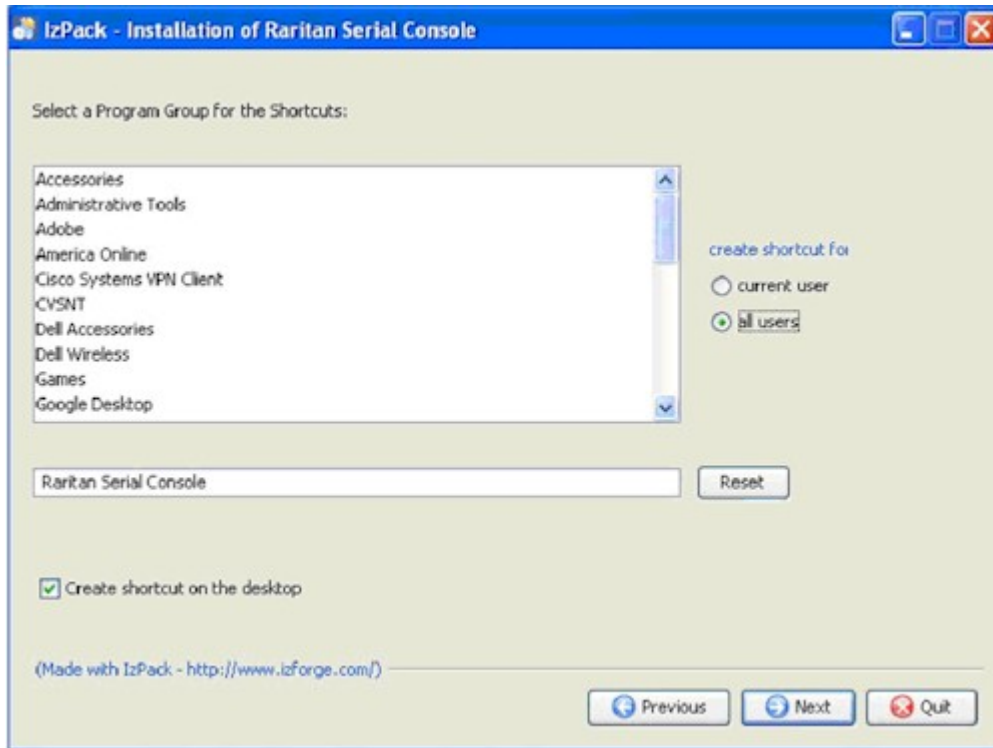 IzPack - Installation of Raritan Serial Console
Select a Program Group for the Shortcuts:
Accessories
Administrative Tools
Adobe
America Online
Cisco Systems VPN Client
CVSNT
Dell Accessories
Dell Wireless
Games
Google Desktop
create shortcut for
current user
all users
Raritan Serial Console
Reset
Create shortcut on the desktop
(Made with IzPack - http://www.izforge.com/)
Previous
Next
Quit